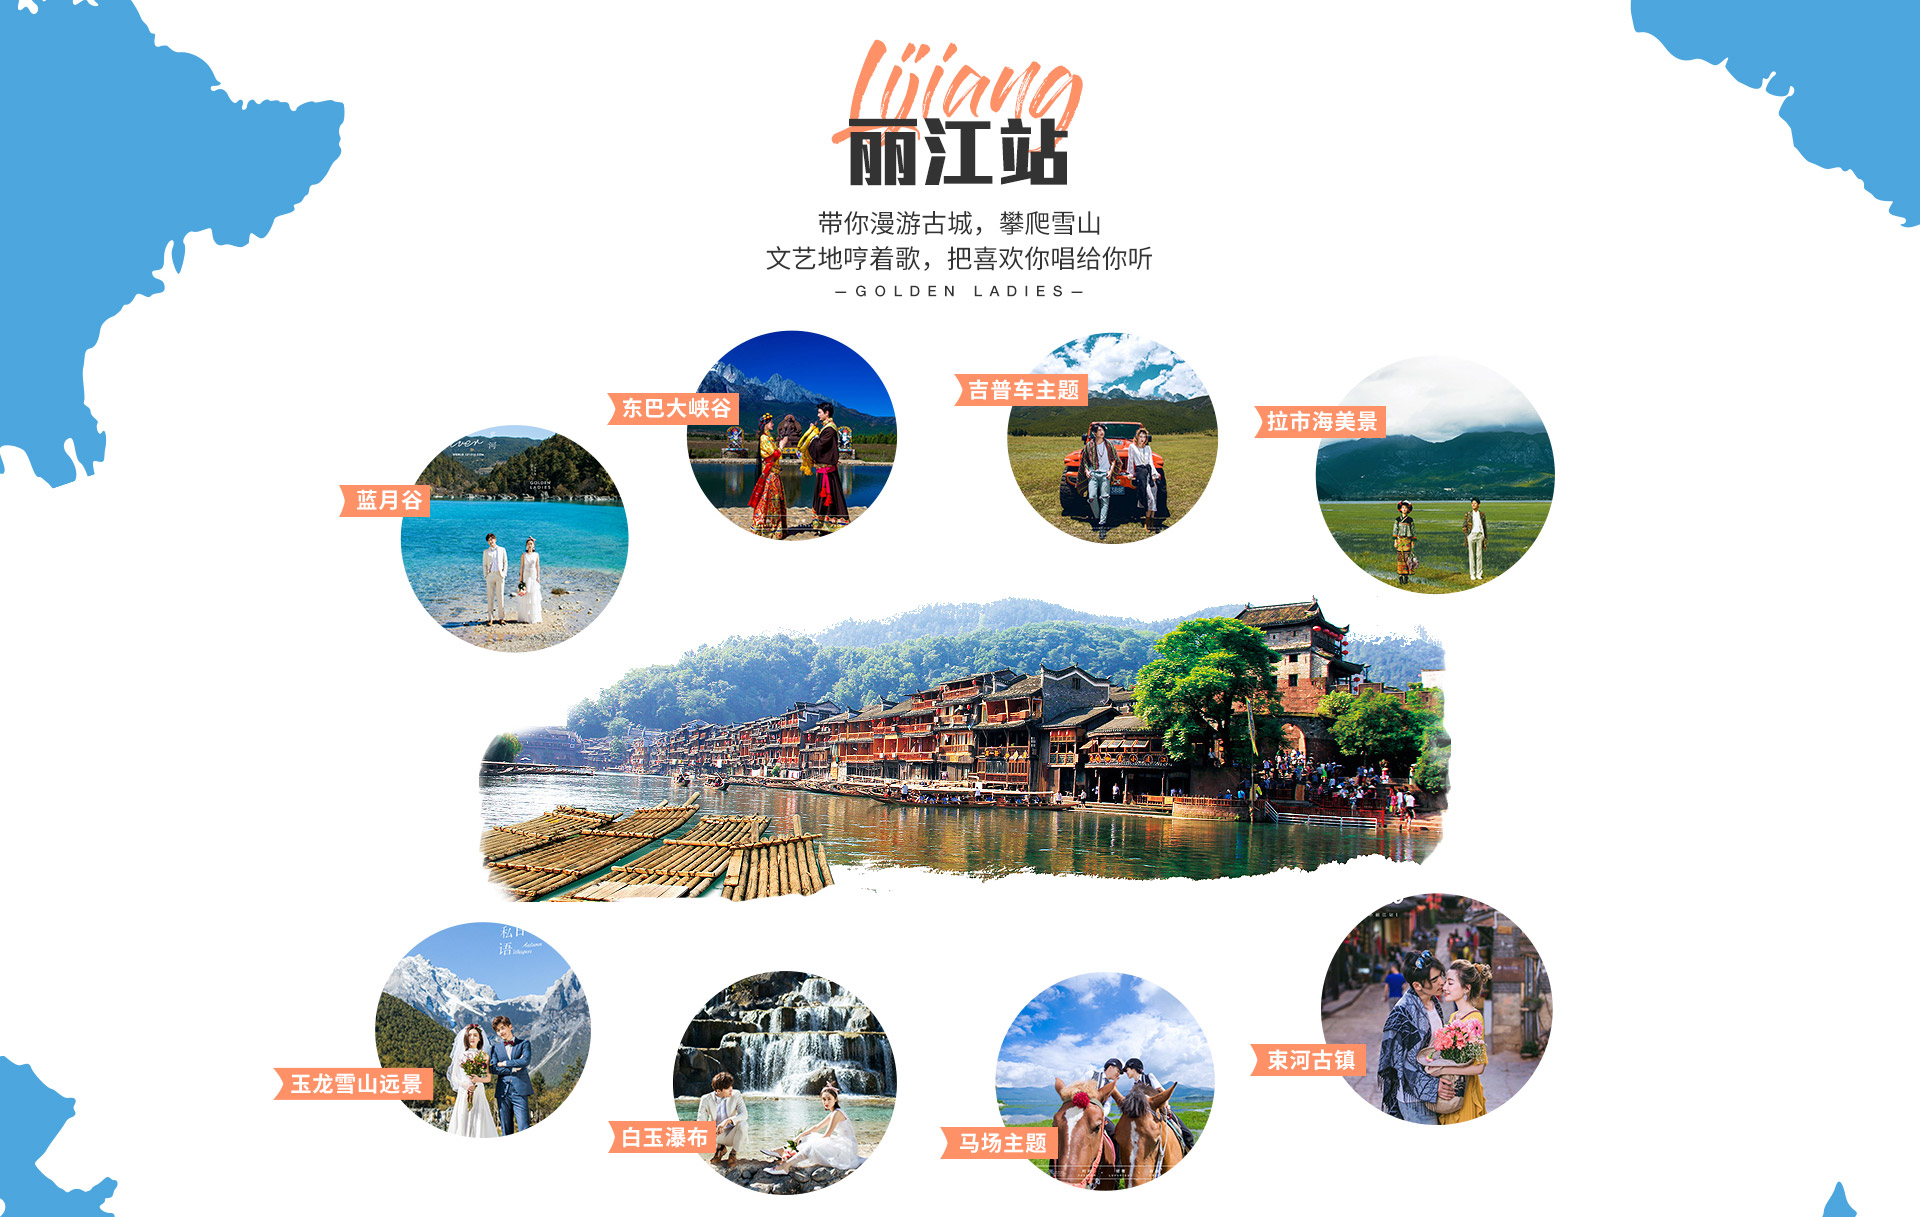 Lijiang
丽江站
带你漫游古城，攀爬雪山
文艺地哼着歌，把喜欢你唱给你听
—GOLDEN LADIES—
东巴大峡谷
吉普车主题
拉市海美景
蓝月谷
GOLDEN
LADIES
玉龙雪山远景
白玉瀑布
马场主题
束河古镇